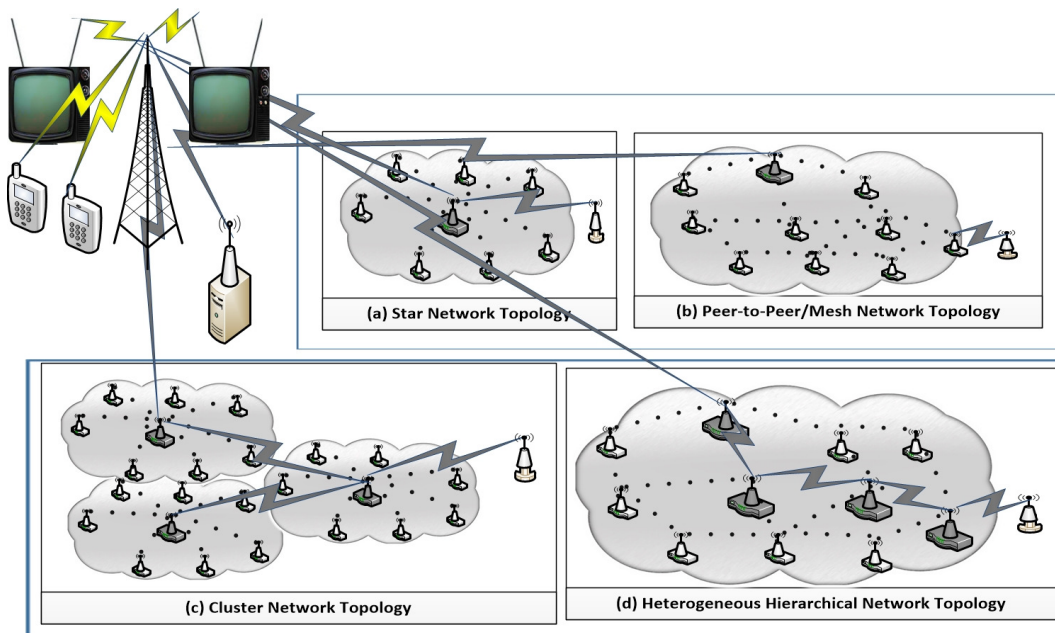 (a) Star Network Topology
(b) Peer-to-Peer/Mesh Network Topology
(c) Cluster Network Topology
(d) Heterogeneous Hierarchical Network Topology